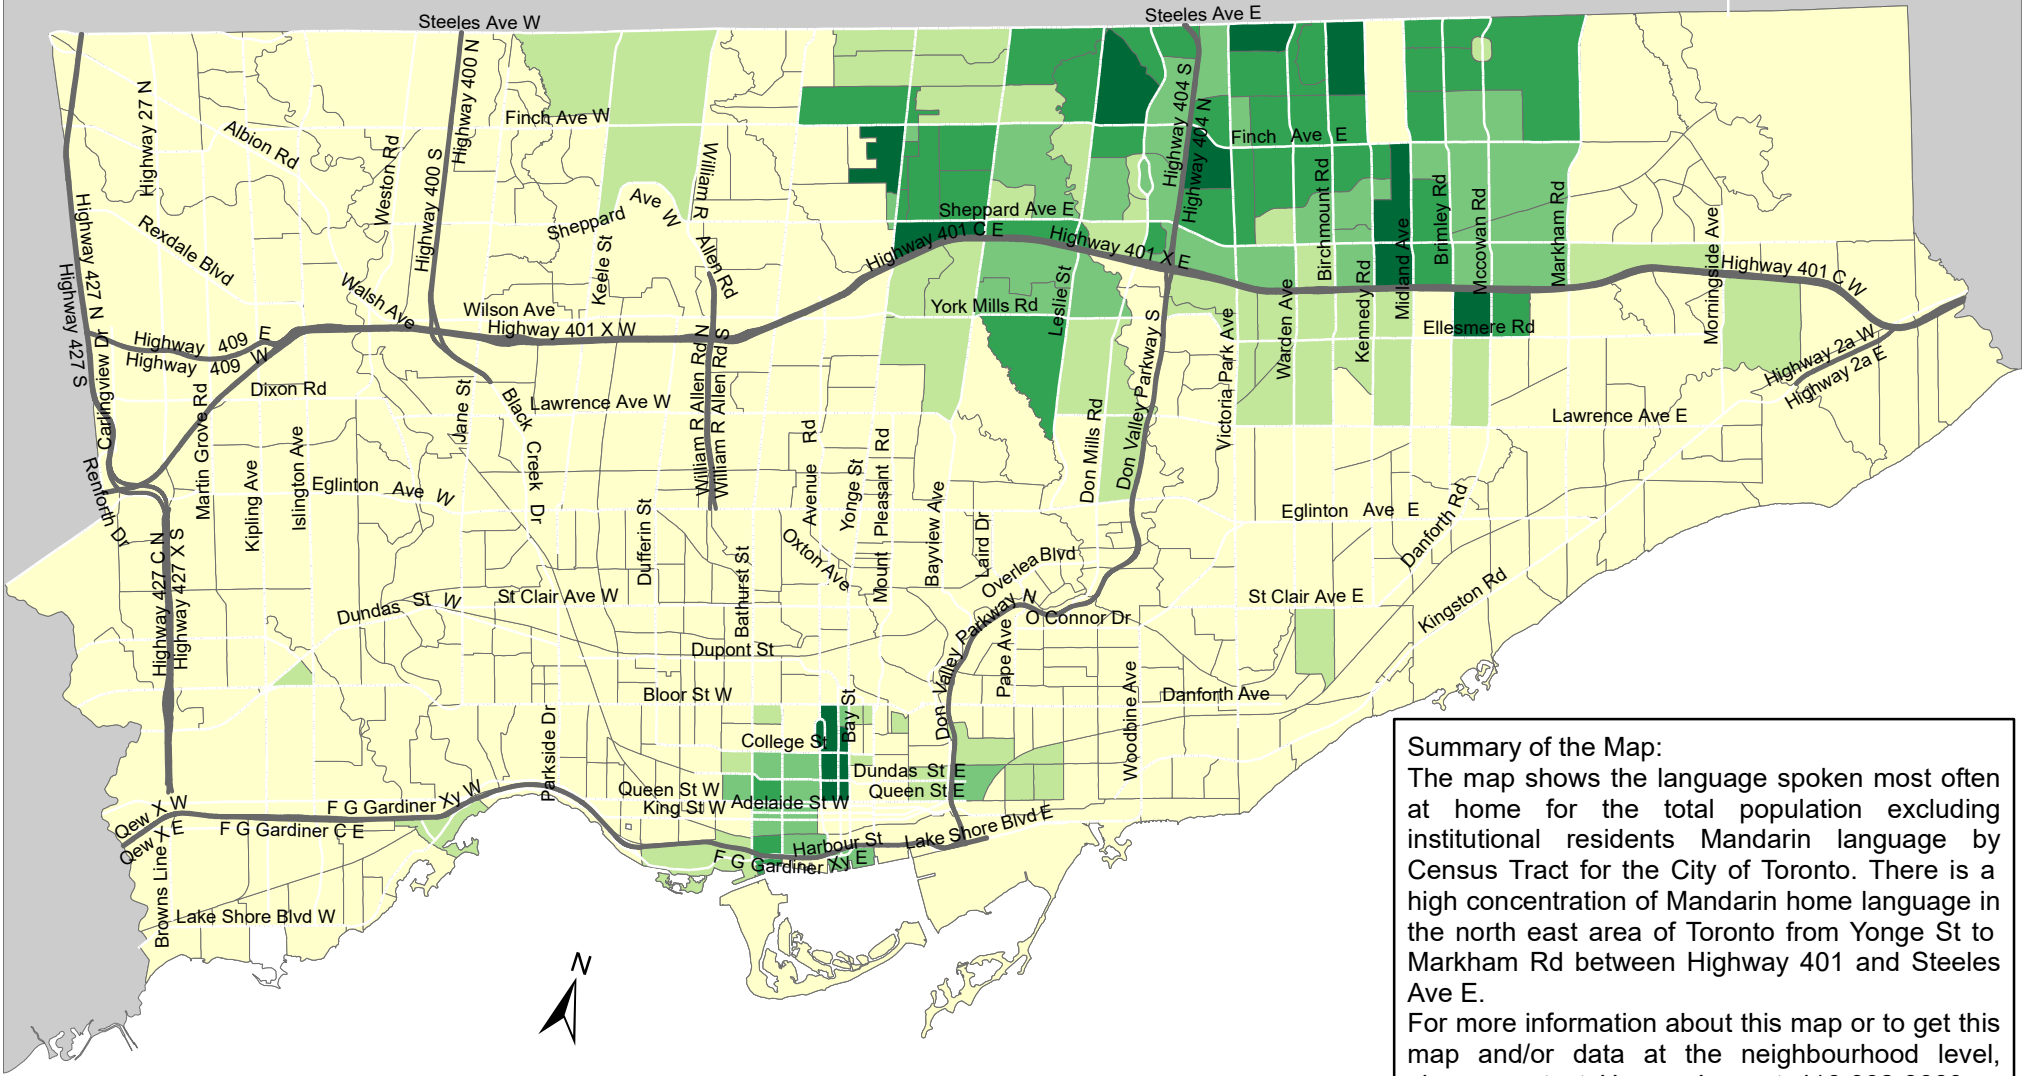 Steeles Ave W
Steeles Ave E
Highway 27 N
Albion Rd
Weston Rd
Highway 400 N
Highway 400 S
Finch Ave W
William R Allen Rd
Highway 404 S
Highway 404 N
Finch Ave E
Highway 427 N
Highway 427 S
Rexdale Blvd
Walsh Ave
Sheppard Ave W
Keele St
Sheppard Ave E
Highway 401 C E
Highway 401 X E
Birchmount Rd
Midland Ave
Brimley Rd
Mccowan Rd
Markham Rd
Morningside Ave
Highway 401 C W
Wilson Ave
Highway 401 X W
York Mills Rd
Leslie St
Warden Ave
Kennedy Rd
Ellesmere Rd
Highway 2a W
Highway 2a E
Highway 409 E
Highway 409 W
Carlingview Dr
Martin Grove Rd
Dixon Rd
Jane St
Black Creek Dr
Lawrence Ave W
William R Allen Rd N
William R Allen Rd S
Don Valley Parkway S
Victoria Park Ave
Lawrence Ave E
Renforth Dr
Kipling Ave
Islington Ave
Eglinton Ave W
Avenue Rd
Yonge St
Mount Pleasant Rd
Bayview Ave
Laird Dr
Don Mills Rd
Eglinton Ave E
Danforth Rd
Highway 427 C N
Highway 427 X S
Dufferin St
Bathurst St
Oxton Ave
Overlea Blvd
Dundas St W
St Clair Ave W
St Clair Ave E
Kingston Rd
O Connor Dr
Don Valley Parkway N
Pape Ave
Dupont St
Bloor St W
Bay St
Danforth Ave
Woodbine Ave
Parkside Dr
College St
Dundas St E
Queen St E
Queen St W
King St W
Adelaide St W
Qew X W
Qew X E
F G Gardiner Xy W
F G Gardiner C E
Harbour St
Lake Shore Blvd E
F G Gardiner Xy E
Browns Line
Lake Shore Blvd W
N
Summary of the Map:
The map shows the language spoken most often
at home for the total population excluding
institutional residents Mandarin language by
Census Tract for the City of Toronto. There is a
high concentration of Mandarin home language in
the north east area of Toronto from Yonge St to
Markham Rd between Highway 401 and Steeles
Ave E.
For more information about this map or to get this
map and/or data at the neighbourhood level,